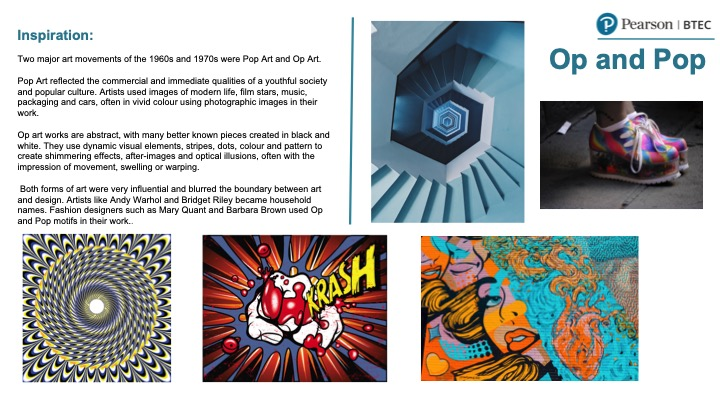 Pearson | BTEC
Op and Pop
Inspiration:
Two major art movements of the 1960s and 1970s were Pop Art and Op Art.
Pop Art reflected the commercial and immediate qualities of a youthful society
and popular culture. Artists used images of modern life, film stars, music,
packaging and cars, often in vivid colour using photographic images in their
work.
Op art works are abstract, with many better known pieces created in black and
white. They use dynamic visual elements, stripes, dots, colour and pattern to
create shimmering effects, after-images and optical illusions, often with the
impression of movement, swelling or warping.
Both forms of art were very influential and blurred the boundary between art
and design. Artists like Andy Warhol and Bridget Riley became household
names. Fashion designers such as Mary Quant and Barbara Brown used Op
and Pop motifs in their work..
KRASH